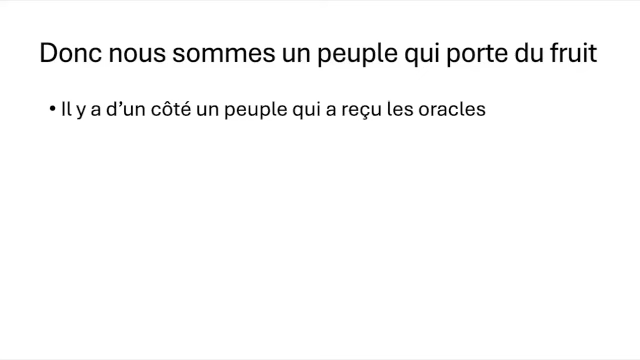 Donc nous sommes un peuple qui porte du fruit
• Il y a d’un côté un peuple qui a reçu les oracles